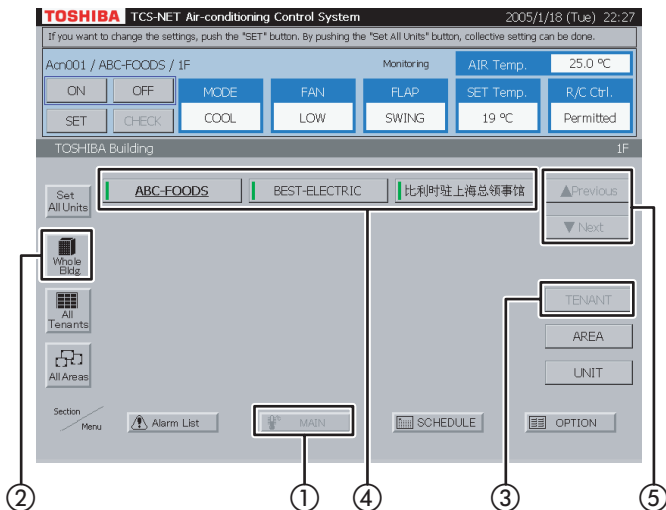 TOSHIBA TCS-NET Air-conditioning Control System 2005/1/18 (Tue) 22:27
If you want to change the settings, push the "SET" button. By pushing the "Set All Units" button, collective setting can be done.
Acn001 / ABC-FOODS / 1F Monitoring AIR Temp. 25.0 ℃
ON OFF MODE FAN FLAP SET Temp. R/C Ctrl.
SET CHECK COOL LOW SWING 19 ℃ Permitted
TOSHIBA Building 1F
Set All Units
ABC-FOODS BEST-ELECTRIC 比利时驻上海总领事馆 ▲Previous
▼ Next
Whole
Bldg.
All
Tenants
TENANT
AREA
All Areas
UNIT
Section / Menu
Alarm List MAIN SCHEDULE OPTION
② ① ④ ③ ⑤